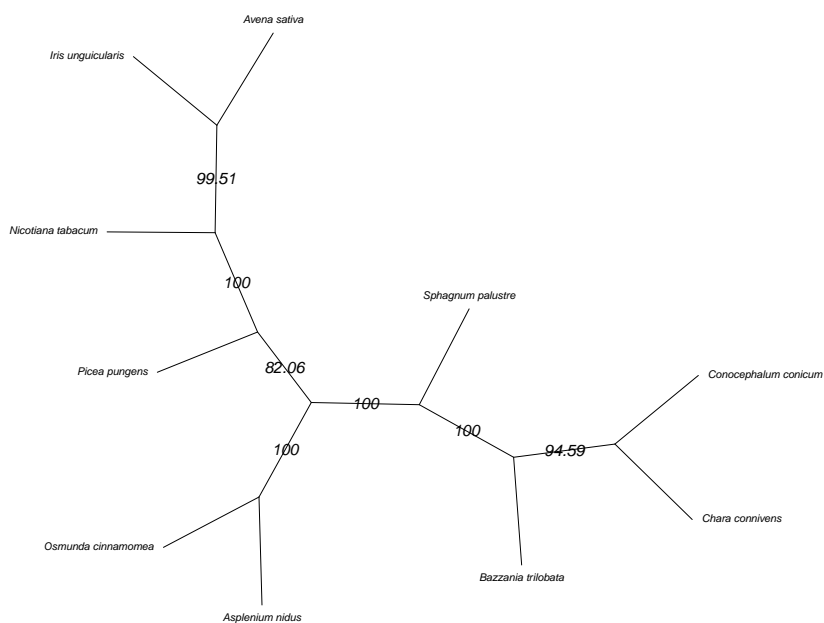 Avena sativa
Iris unguicularis
99.51
Nicotiana tabacum
100
Sphagnum palustre
82.06
Picea pungens
Conocephalum conicum
100
100
94.59
100
Chara connivens
Osmunda cinnamomea
Bazzania trilobata
Asplenium nidus